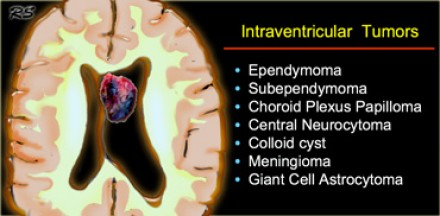 RS
Intraventricular Tumors
• Ependymoma
• Subependymoma
• Choroid Plexus Papilloma
• Central Neurocytoma
• Colloid cyst
• Meningioma
• Giant Cell Astrocytoma